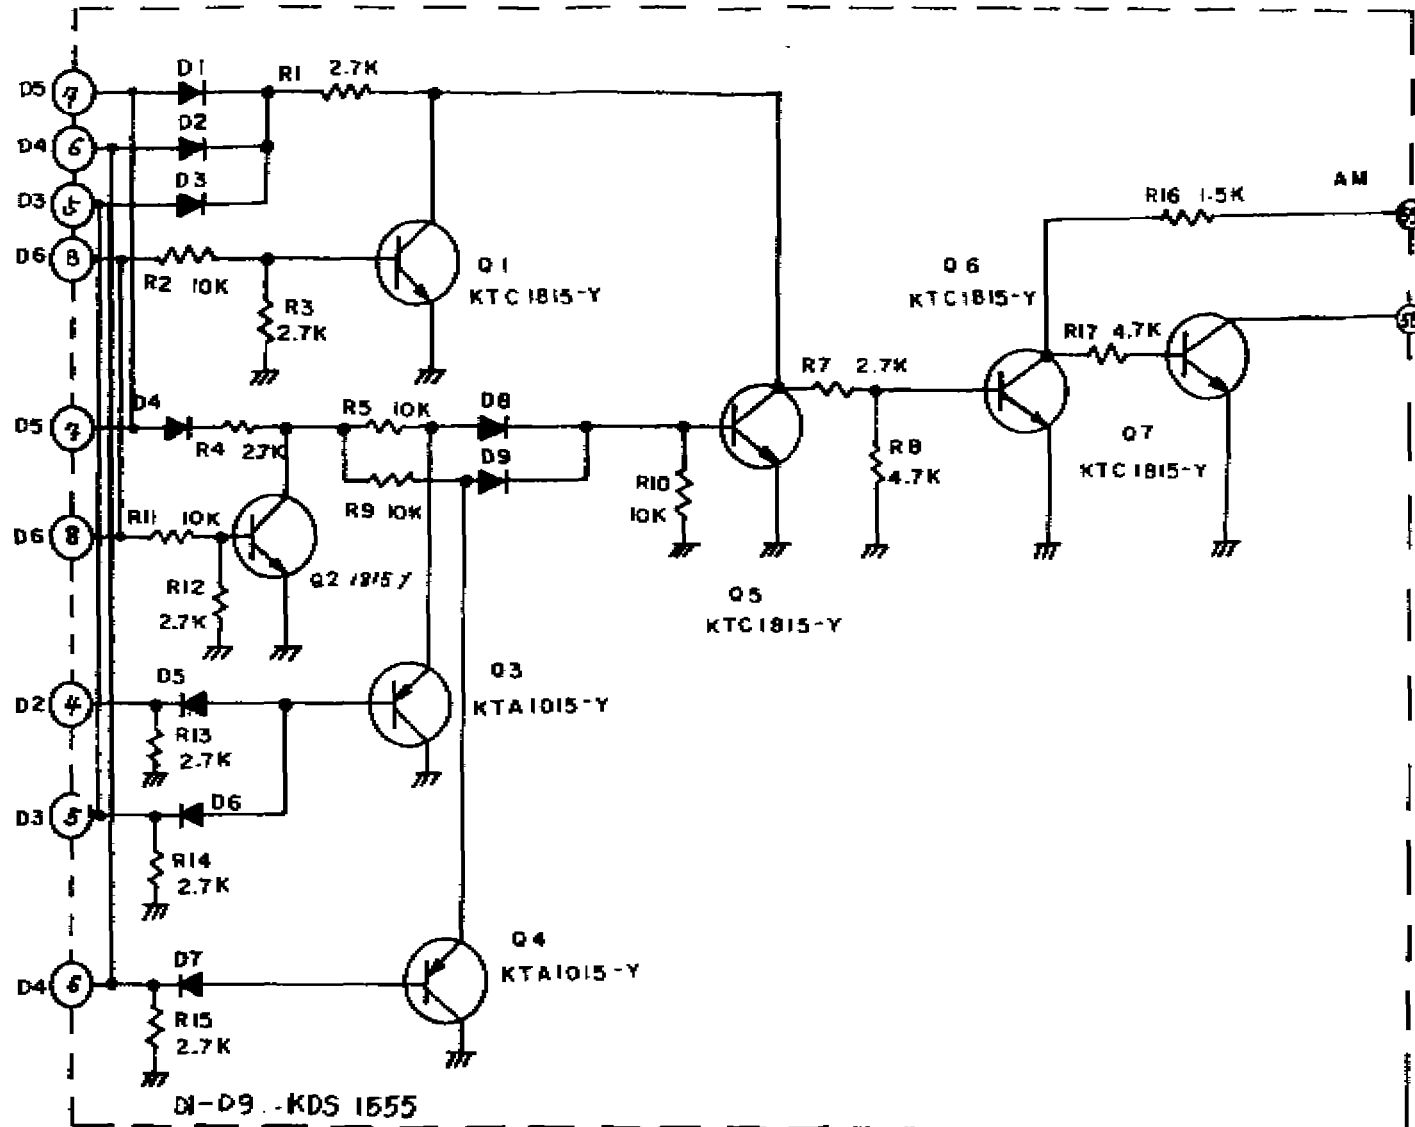 D1
R1 2.7K
D5 7
D2
D4 6
D3
D3 5
AM
R16 1.5K
D6 8
R2 10K
Q1
KTC1815-Y
R3
2.7K
Q6
KTC1815-Y
R17 4.7K
R7 2.7K
D4
R5 10K
D8
D5 7
R4 2.7K
D9
R8
4.7K
Q7
KTC1815-Y
R10
10K
R9 10K
R11 10K
D6 8
Q2 1815Y
R12
2.7K
Q5
KTC1815-Y
D5
Q3
KTA1015-Y
D2 4
R13
2.7K
D6
D3 5
R14
2.7K
Q4
KTA1015-Y
D7
D4 6
R15
2.7K
D1-D9..KDS 1555